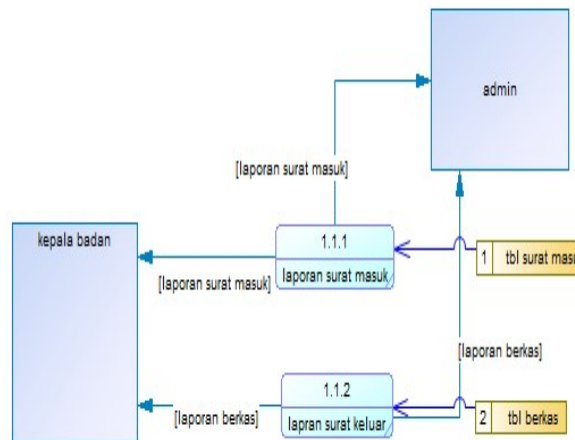 admin
[laporan surat masuk]
kepala badan
1.1.1
laporan surat masuk
1 tbl surat mas
[laporan surat masuk]
[laporan berkas]
1.1.2
lapran surat keluar
[laporan berkas]
2 tbl berkas